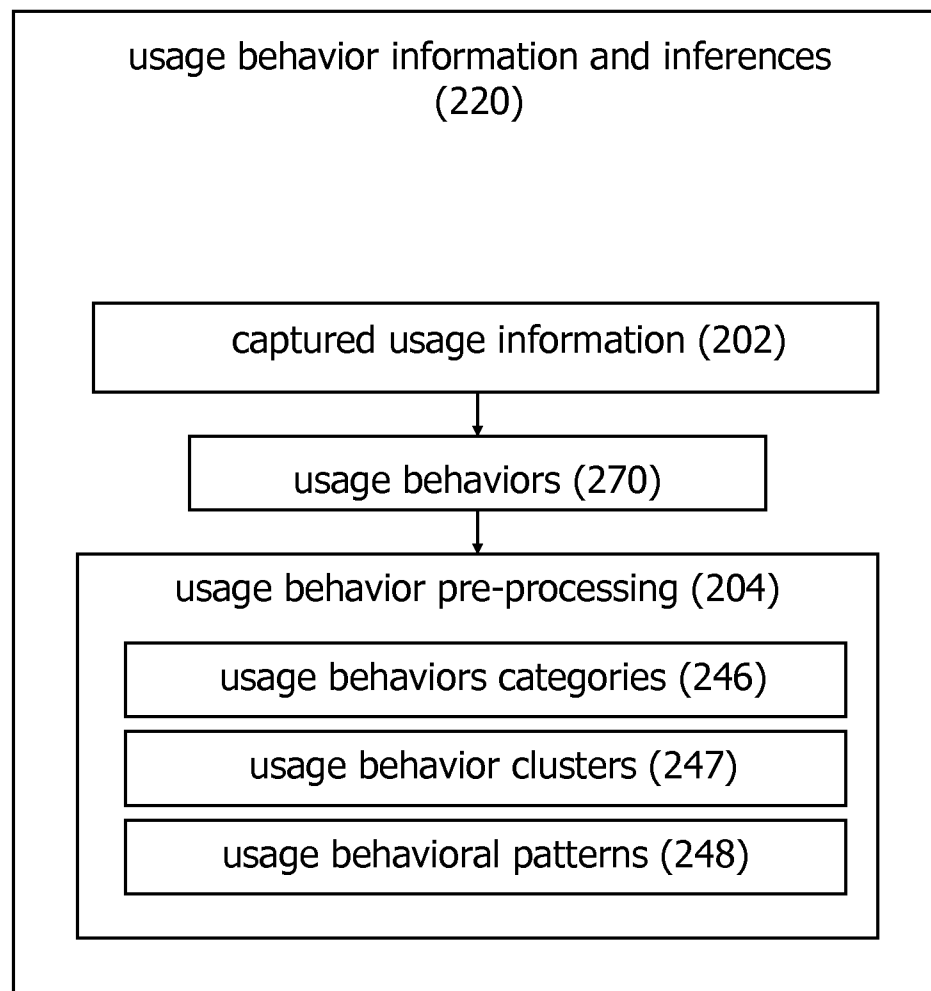 usage behavior information and inferences
(220)
captured usage information (202)
usage behaviors (270)
usage behavior pre-processing (204)
usage behaviors categories (246)
usage behavior clusters (247)
usage behavioral patterns (248)